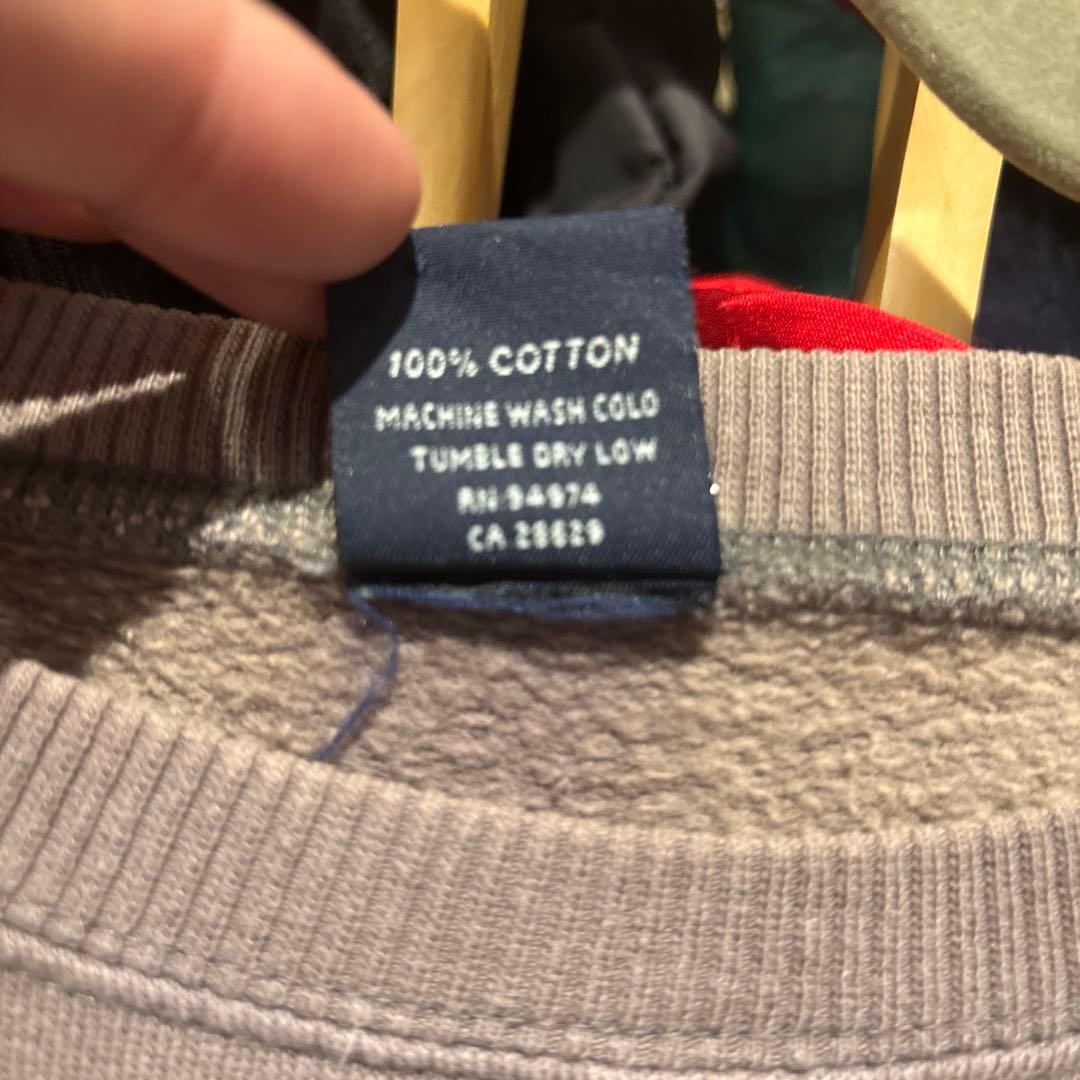 100% COTTON
MACHINE WASH COLD
TUMBLE DRY LOW
RN 94974
CA 28629